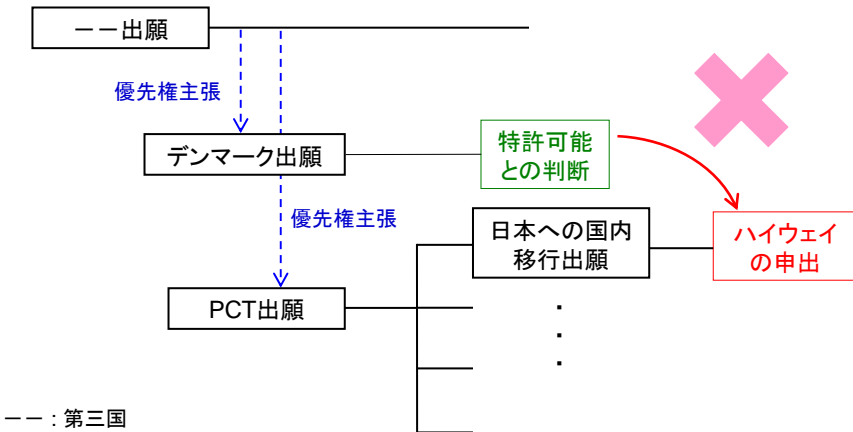 ーー出願
優先権主張
デンマーク出願
特許可能
との判断
優先権主張
日本への国内
移行出願
ハイウェイ
の申出
PCT出願
・
・
・
ーー : 第三国